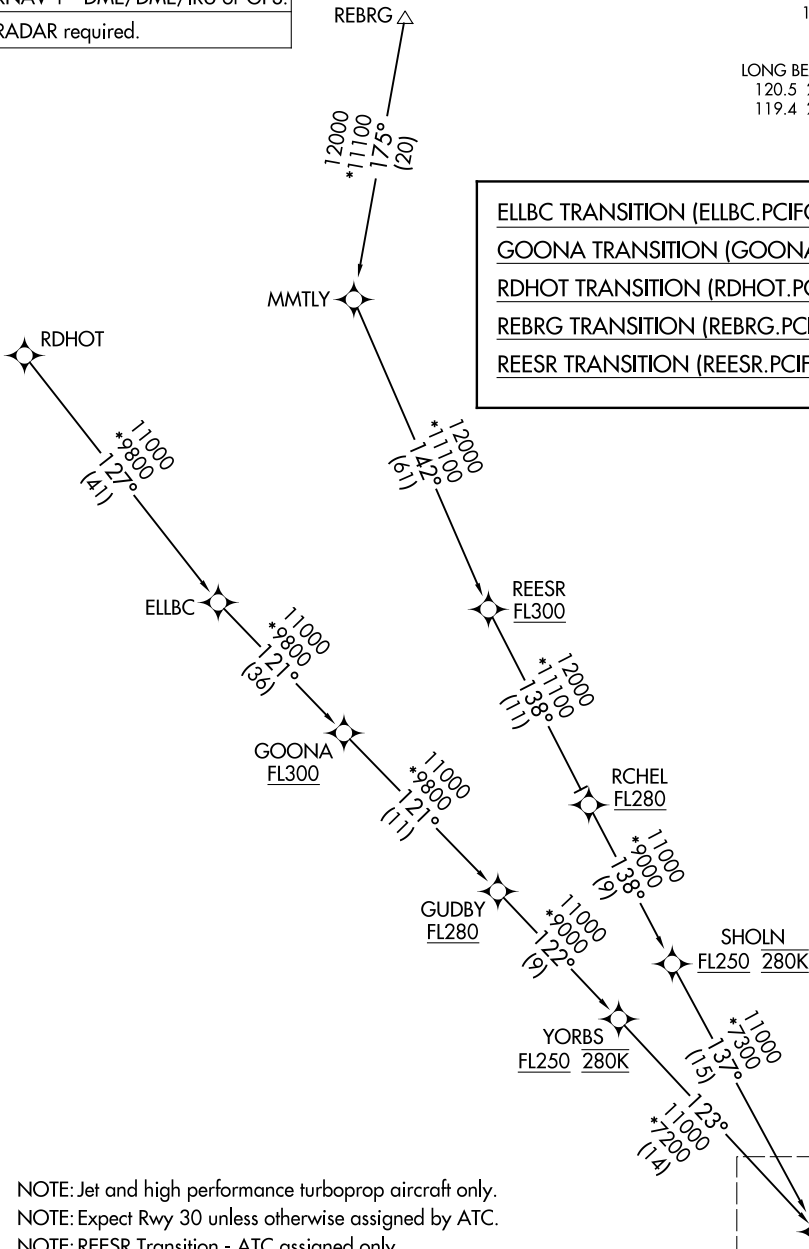 RNAV 1 - DME/DME/IRU or GPS.
RADAR required.
REBRG
1
LONG BE
120.5 2
119.4 2
12000
*11100
175°
(20)
ELLBC TRANSITION (ELLBC.PCIF
GOONA TRANSITION (GOONA
RDHOT TRANSITION (RDHOT.PC
REBRG TRANSITION (REBRG.PCI
REESR TRANSITION (REESR.PCIF
MMTLY
RDHOT
11000
*9800
127°
(41)
12000
*11100
142°
(61)
ELLBC
REESR
FL300
11000
*9800
121°
(36)
12000
*11100
138°
(11)
GOONA
FL300
11000
*9800
121°
(11)
RCHEL
FL280
11000
*9000
138°
(9)
GUDBY
FL280
11000
*9000
122°
(9)
SHOLN
FL250 280K
YORBS
FL250 280K
11000
*7300
137°
(15)
123°
11000
*7200
(14)
NOTE: Jet and high performance turboprop aircraft only.
NOTE: Expect Rwy 30 unless otherwise assigned by ATC.
NOTE: REESR Transition - ATC assigned only.